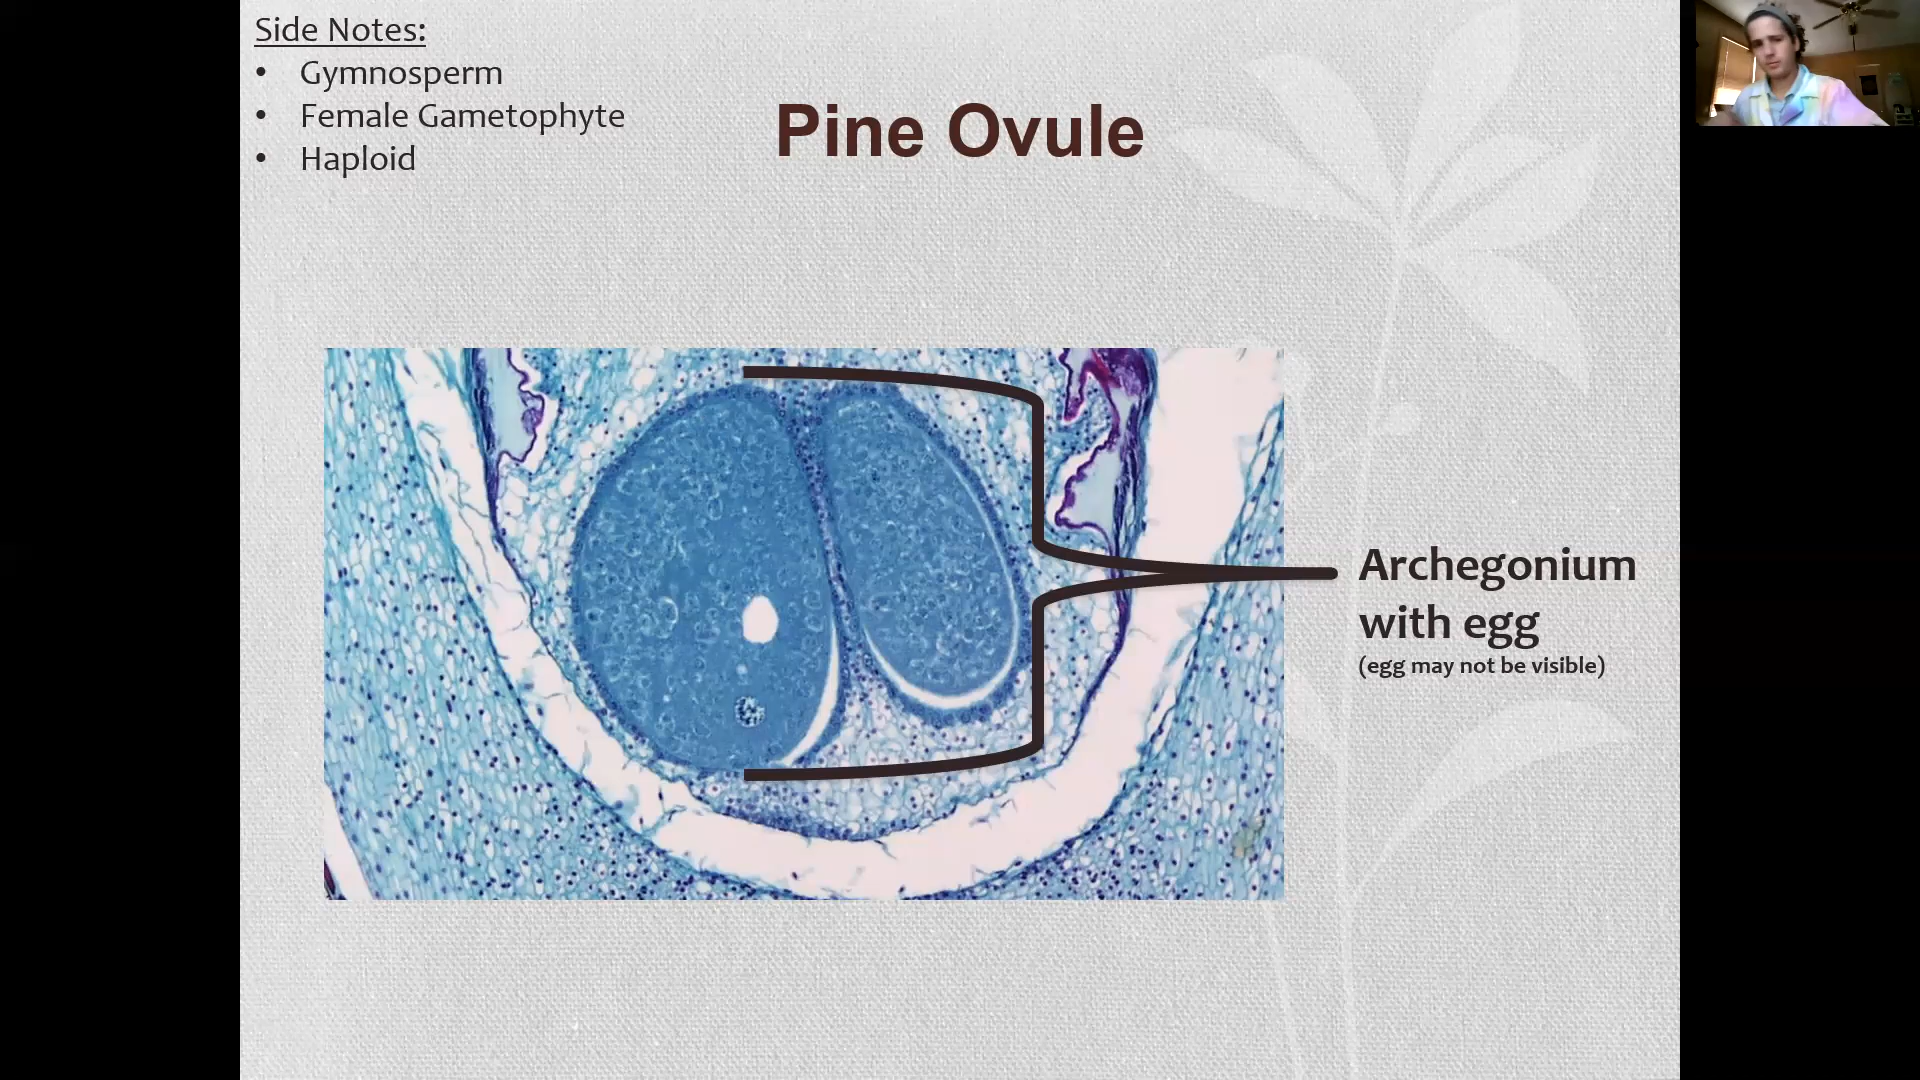 Side Notes:
• Gymnosperm
• Female Gametophyte
• Haploid
Pine Ovule
Archegonium
with egg
(egg may not be visible)